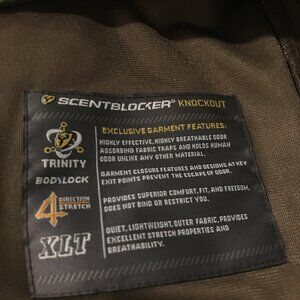 SCENTBLOCKER® KNOCKOUT
EXCLUSIVE GARMENT FEATURES:
TRINITY
HIGHLY EFFECTIVE, HIGHLY BREATHABLE ODOR
ADSORBING FABRIC TRAPS AND HOLDS HUMAN
ODOR UNLIKE ANY OTHER MATERIAL.
BODYLOCK
GARMENT CLOSURE FEATURES AND DESIGNS AT KEY
EXIT POINTS PREVENT THE ESCAPE OF ODOR.
4 DIRECTION
STRETCH
PROVIDES SUPERIOR COMFORT, FIT, AND FREEDOM.
DOES NOT BIND OR RESTRICT YOU.
XLT
QUIET, LIGHTWEIGHT, OUTER FABRIC, PROVIDES
EXCELLENT STRETCH PROPERTIES AND
BREATHABILITY.